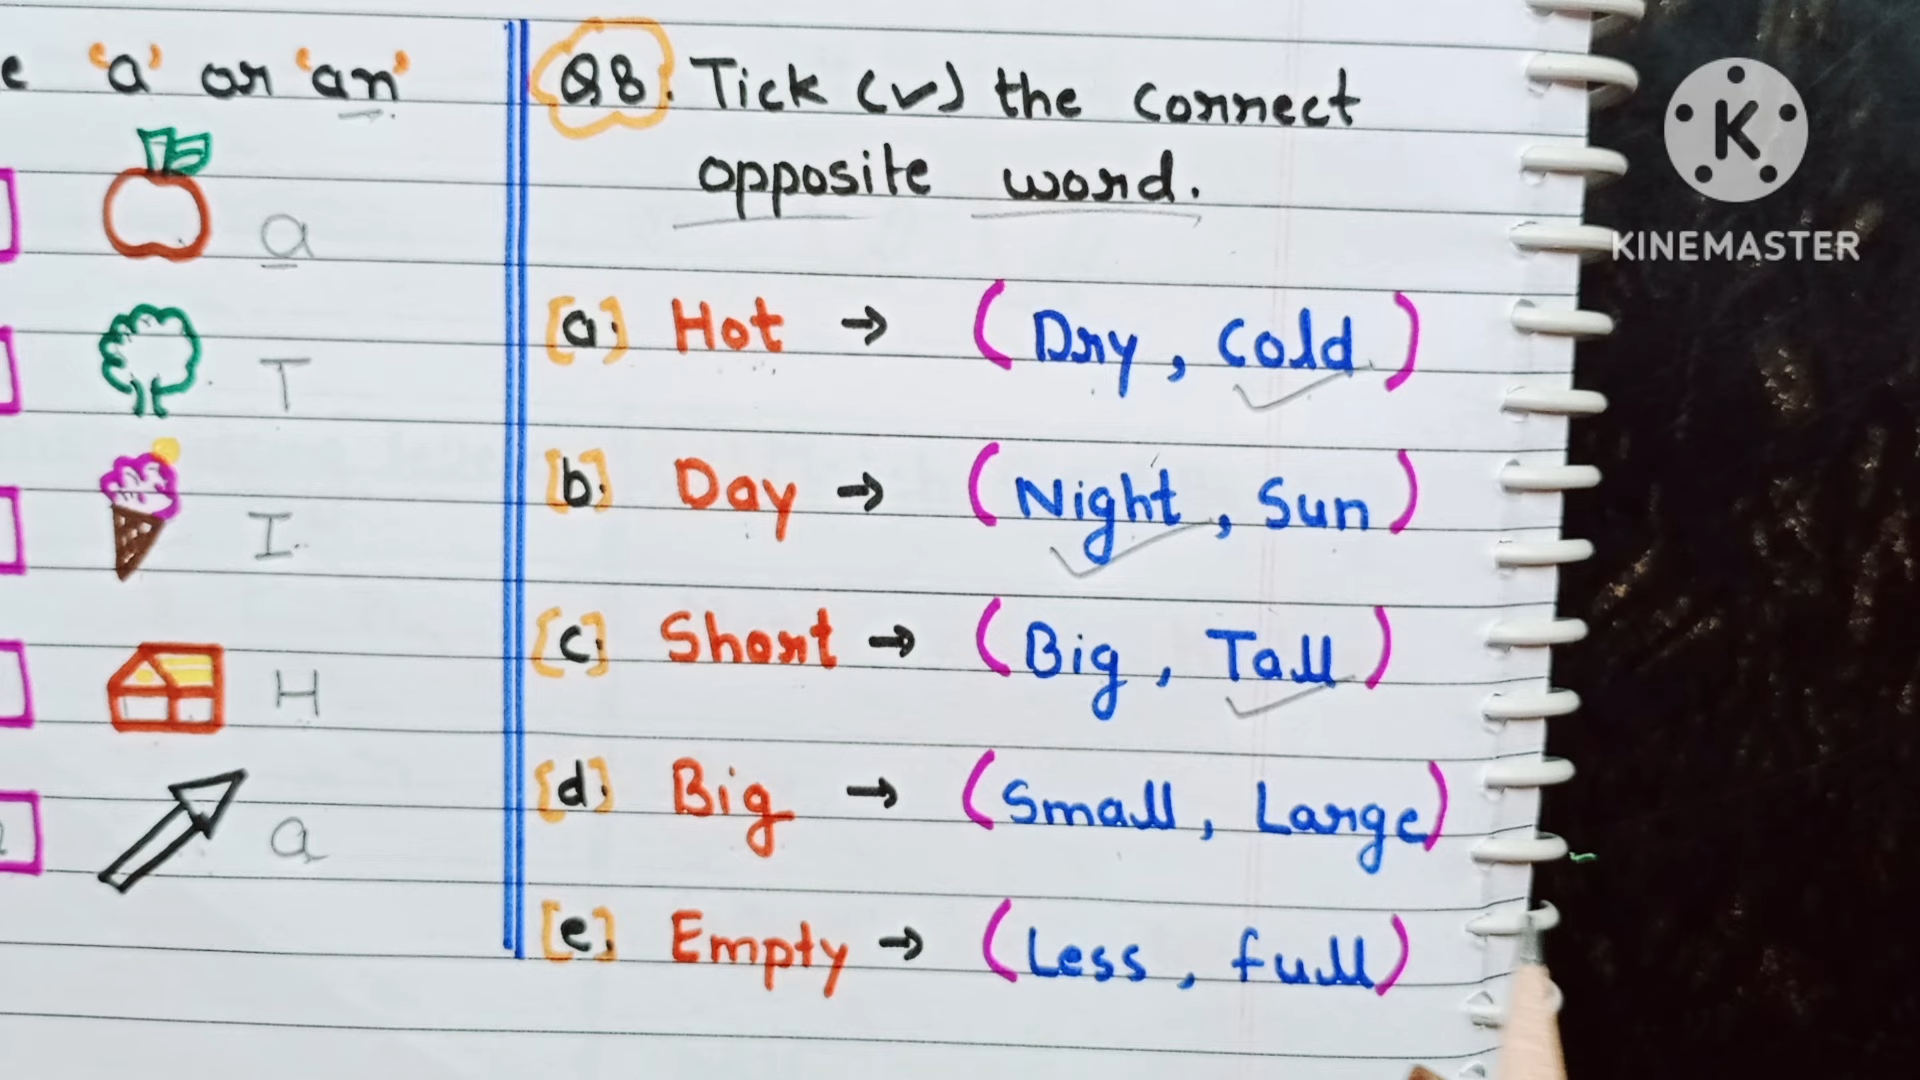 e 'a' or 'an'
a
T
I
H
a
Q8. Tick (✓) the correct
opposite word.
[a.] Hot → (Dry, Cold)
[b.] Day → (Night, Sun)
[c.] Short → (Big, Tall)
[d.] Big → (Small, Large)
[e.] Empty → (Less, full)
K
KINEMASTER